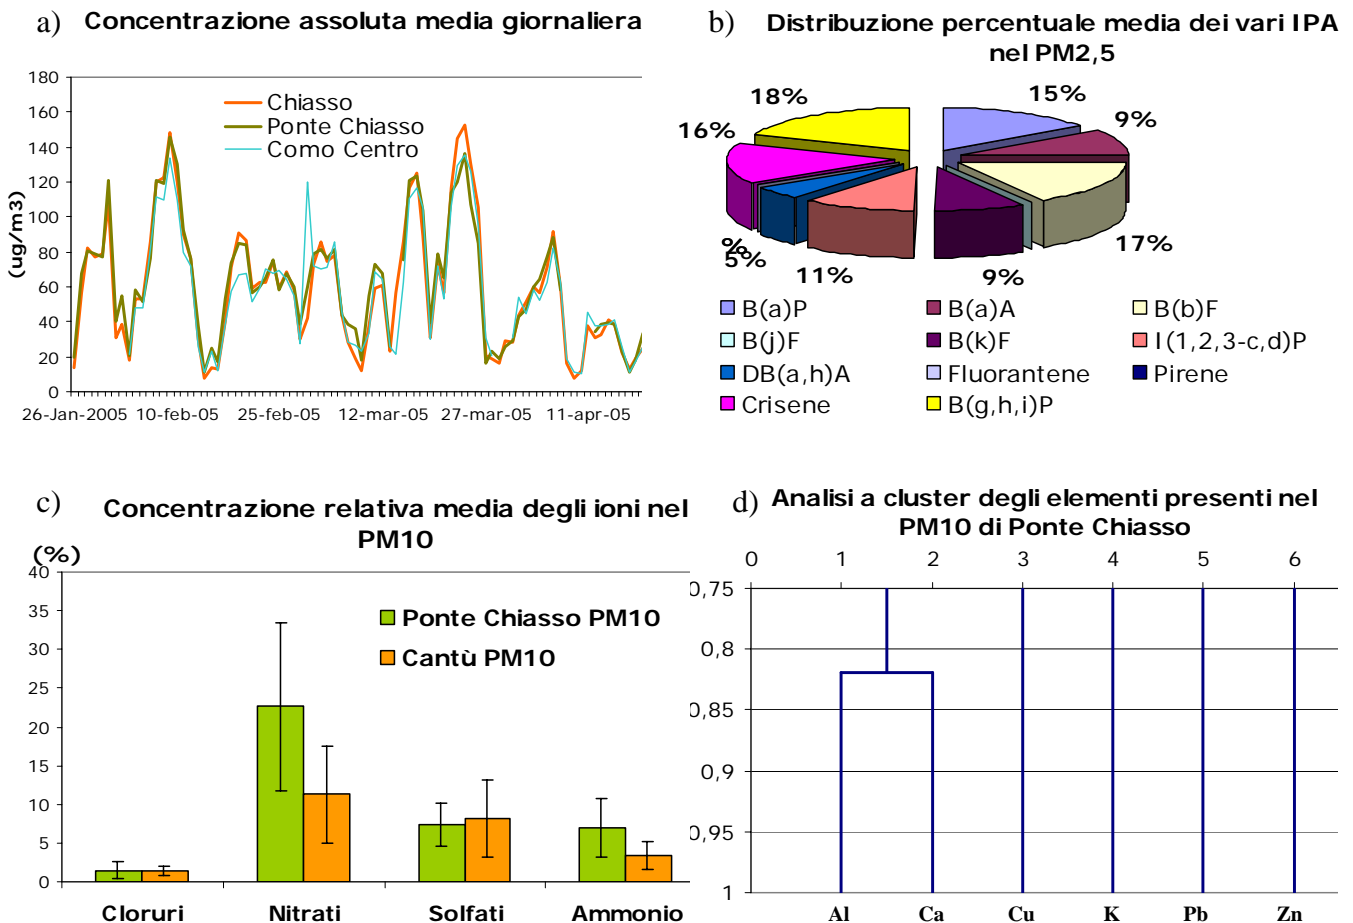 a) Concentrazione assoluta media giornaliera
180
160
140
120
100
80
60
40
20
0
(ug/m3)
Chiasso
Ponte Chiasso
Como Centro
26-Jan-2005 10-feb-05 25-feb-05 12-mar-05 27-mar-05 11-apr-05
b) Distribuzione percentuale media dei vari IPA
nel PM2,5
18% 15%
16% 9%
%
5% 11% 9% 17%
B(a)P B(a)A B(b)F
B(j)F B(k)F I(1,2,3-c,d)P
DB(a,h)A Fluorantene Pirene
Crisene B(g,h,i)P
c) Concentrazione relativa media degli ioni nel
PM10
(%)
40
35
30
25
20
15
10
5
0
Ponte Chiasso PM10
Cantù PM10
Cloruri Nitrati Solfati Ammonio
d) Analisi a cluster degli elementi presenti nel
PM10 di Ponte Chiasso
0 1 2 3 4 5 6
0,75
0,8
0,85
0,9
0,95
1
Al Ca Cu K Pb Zn